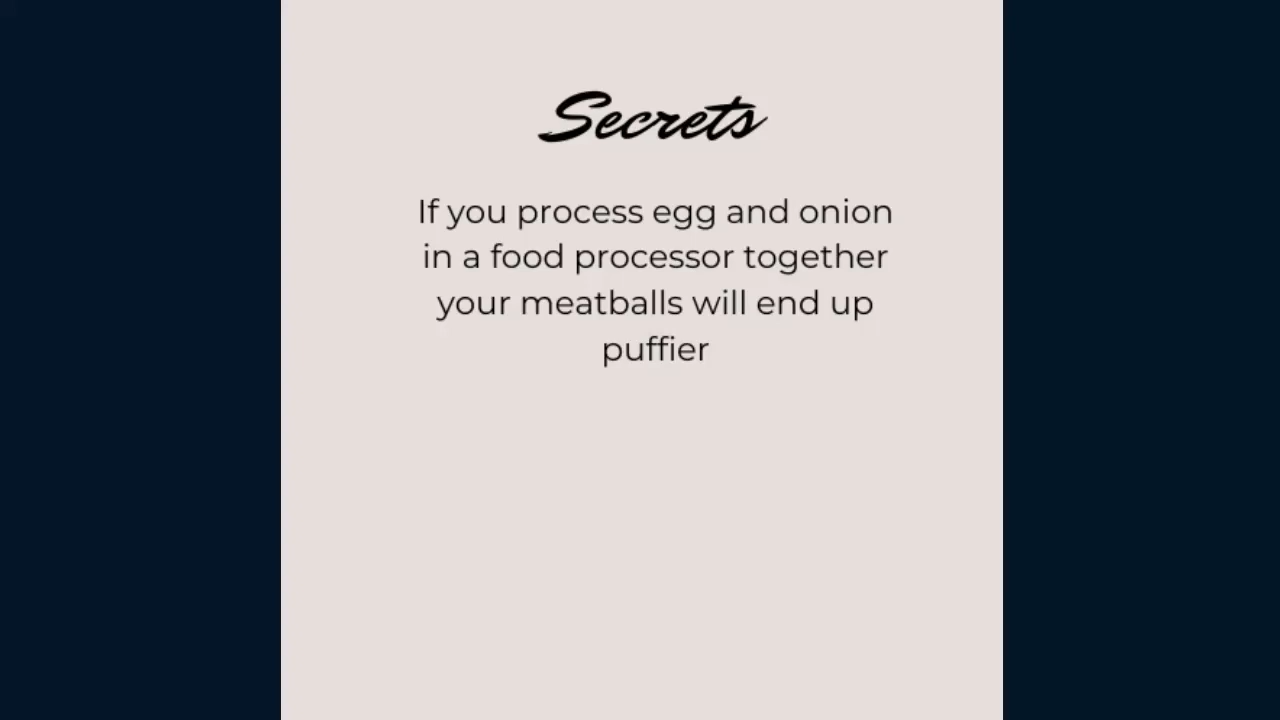 Secrets
If you process egg and onion
in a food processor together
your meatballs will end up
puffier